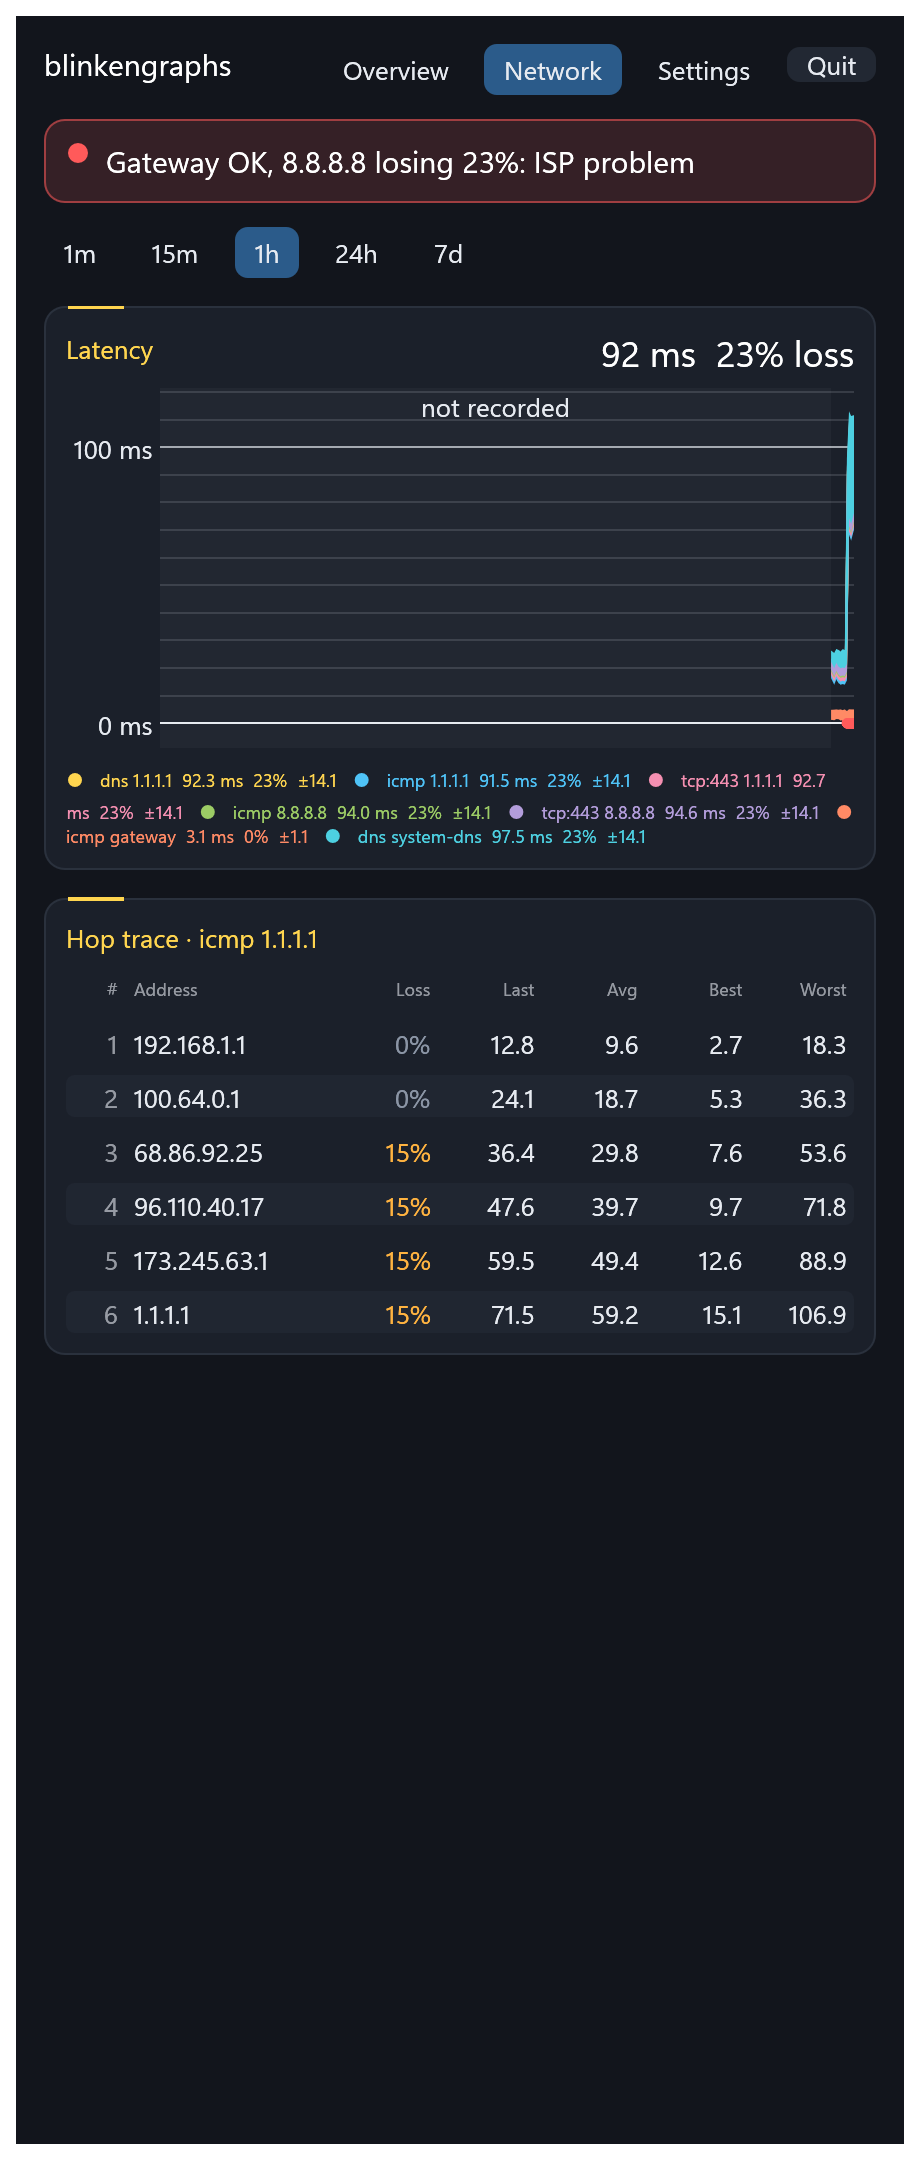 blinkengraphs Overview Network Settings Quit
Gateway OK, 8.8.8.8 losing 23%: ISP problem
1m 15m 1h 24h 7d
Latency 92 ms 23% loss
not recorded
100 ms
0 ms
dns 1.1.1.1 92.3 ms 23% ±14.1 icmp 1.1.1.1 91.5 ms 23% ±14.1 tcp:443 1.1.1.1 92.7
ms 23% ±14.1 icmp 8.8.8.8 94.0 ms 23% ±14.1 tcp:443 8.8.8.8 94.6 ms 23% ±14.1
icmp gateway 3.1 ms 0% ±1.1 dns system-dns 97.5 ms 23% ±14.1
Hop trace · icmp 1.1.1.1
# Address Loss Last Avg Best Worst
1 192.168.1.1 0% 12.8 9.6 2.7 18.3
2 100.64.0.1 0% 24.1 18.7 5.3 36.3
3 68.86.92.25 15% 36.4 29.8 7.6 53.6
4 96.110.40.17 15% 47.6 39.7 9.7 71.8
5 173.245.63.1 15% 59.5 49.4 12.6 88.9
6 1.1.1.1 15% 71.5 59.2 15.1 106.9